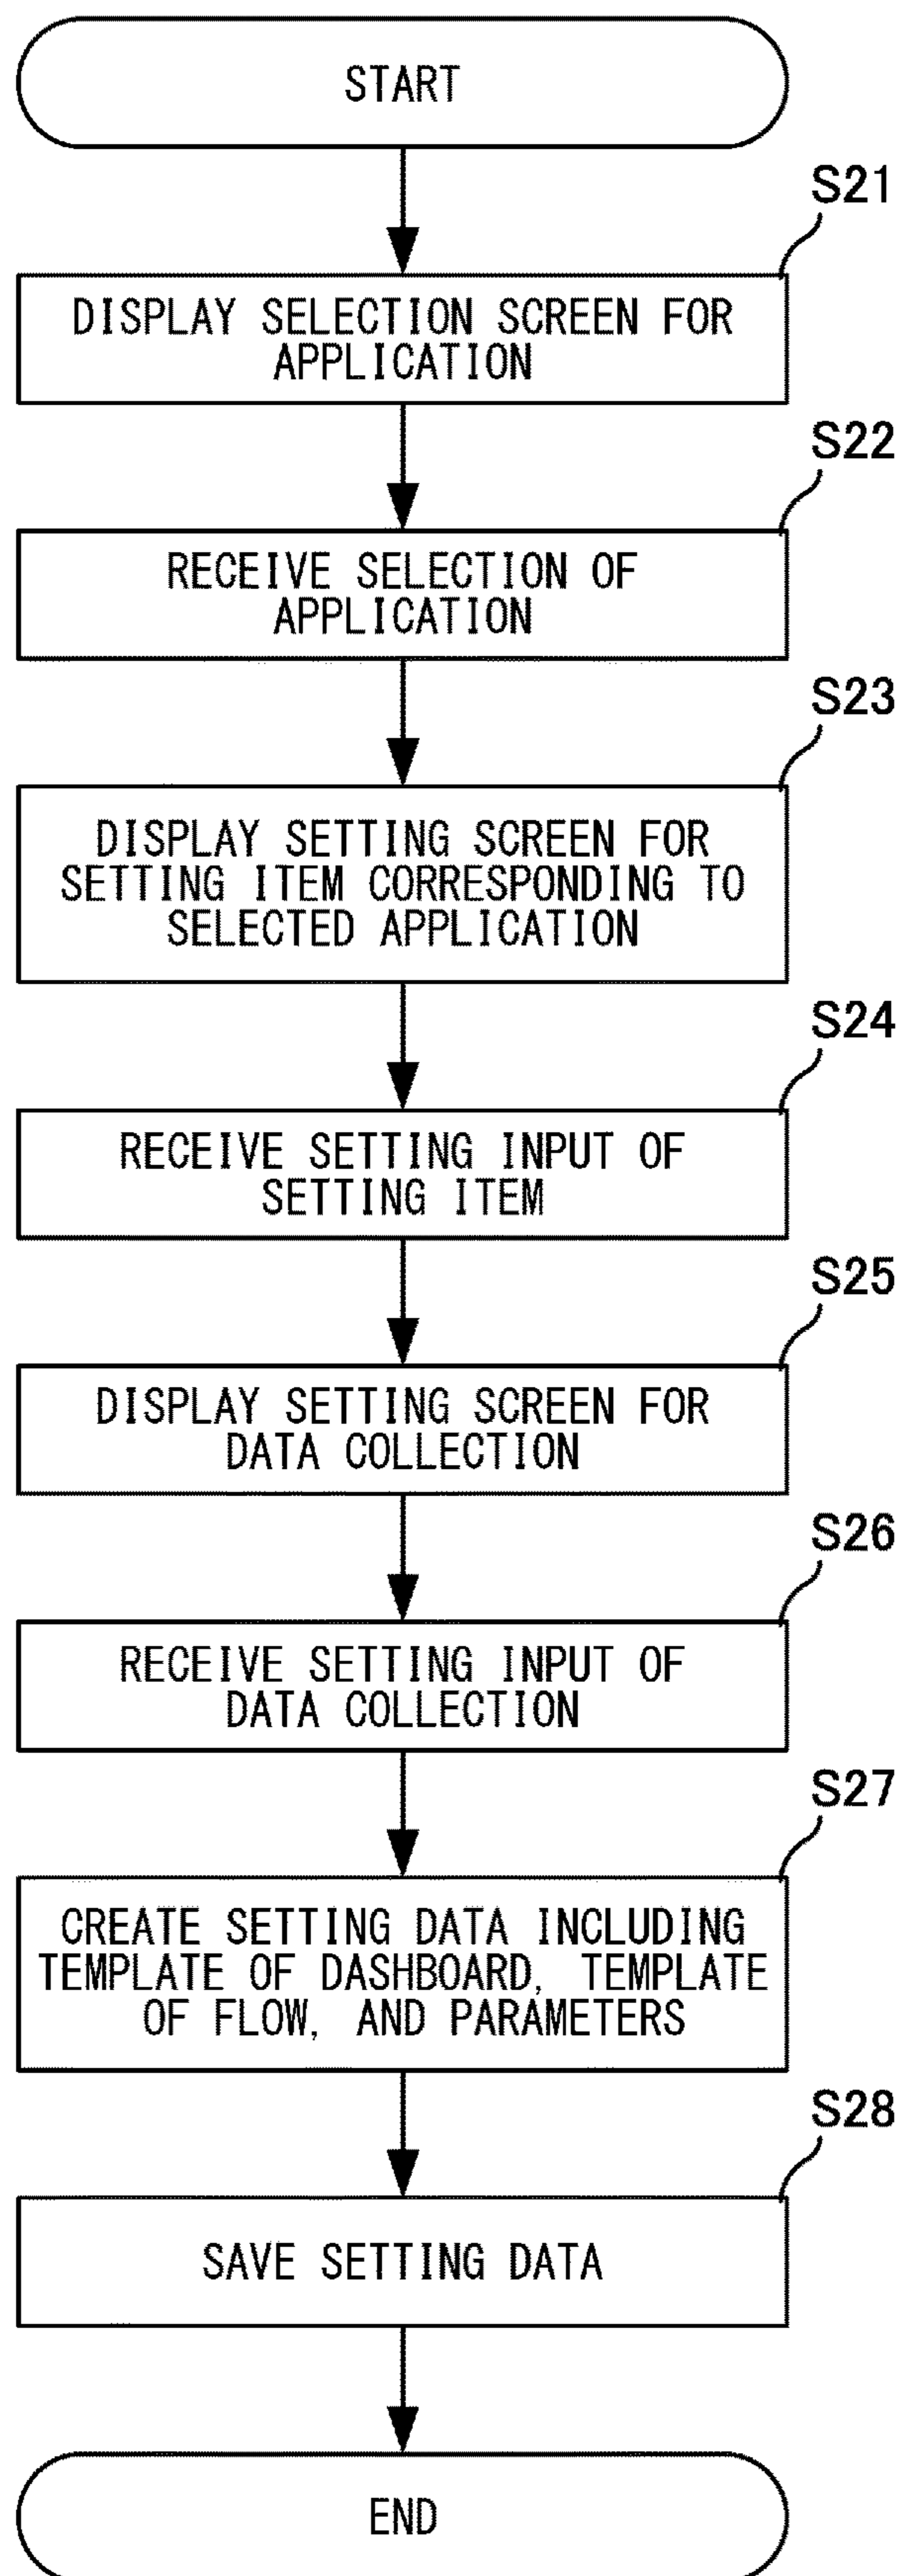 START
S21
DISPLAY SELECTION SCREEN FOR
APPLICATION
S22
RECEIVE SELECTION OF
APPLICATION
S23
DISPLAY SETTING SCREEN FOR
SETTING ITEM CORRESPONDING TO
SELECTED APPLICATION
S24
RECEIVE SETTING INPUT OF
SETTING ITEM
S25
DISPLAY SETTING SCREEN FOR
DATA COLLECTION
S26
RECEIVE SETTING INPUT OF
DATA COLLECTION
S27
CREATE SETTING DATA INCLUDING
TEMPLATE OF DASHBOARD, TEMPLATE
OF FLOW, AND PARAMETERS
S28
SAVE SETTING DATA
END